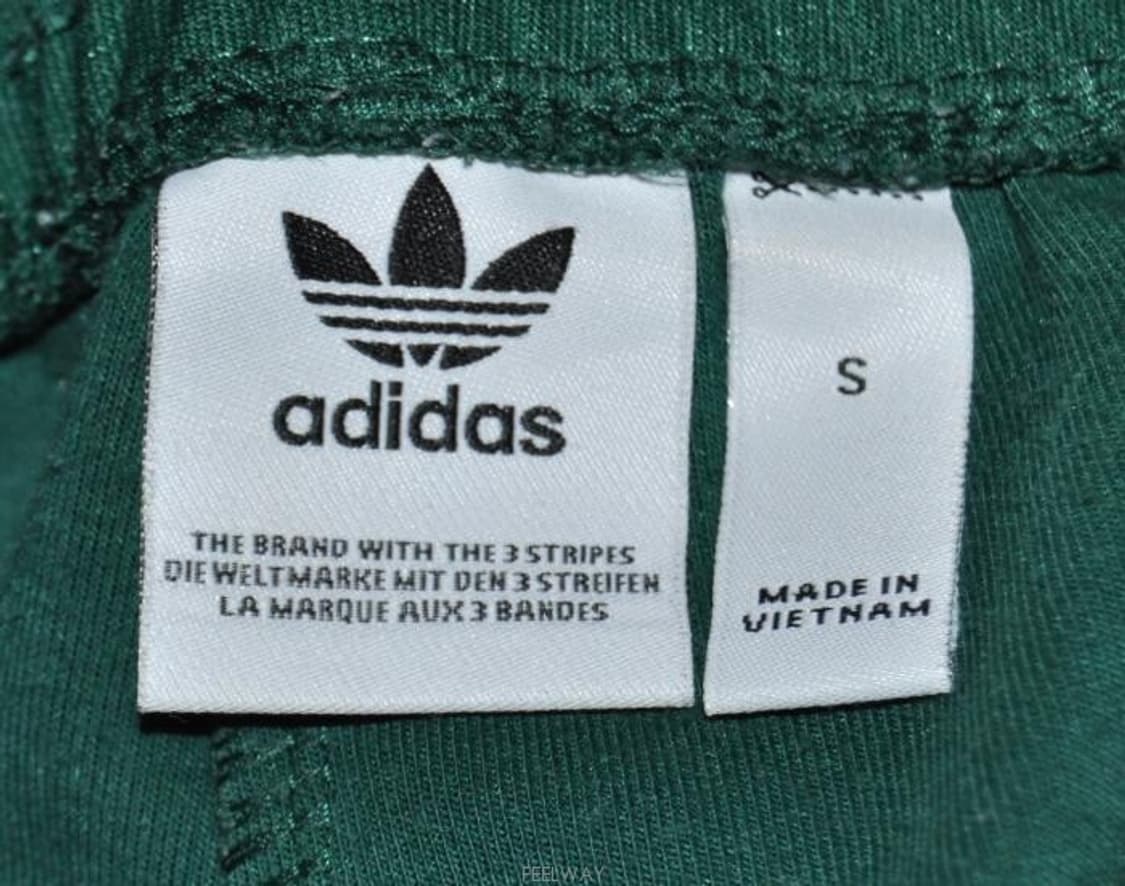 adidas
THE BRAND WITH THE 3 STRIPES
DIE WELTMARKE MIT DEN 3 STREIFEN
LA MARQUE AUX 3 BANDES
S
MADE IN
VIETNAM
FEELWAY